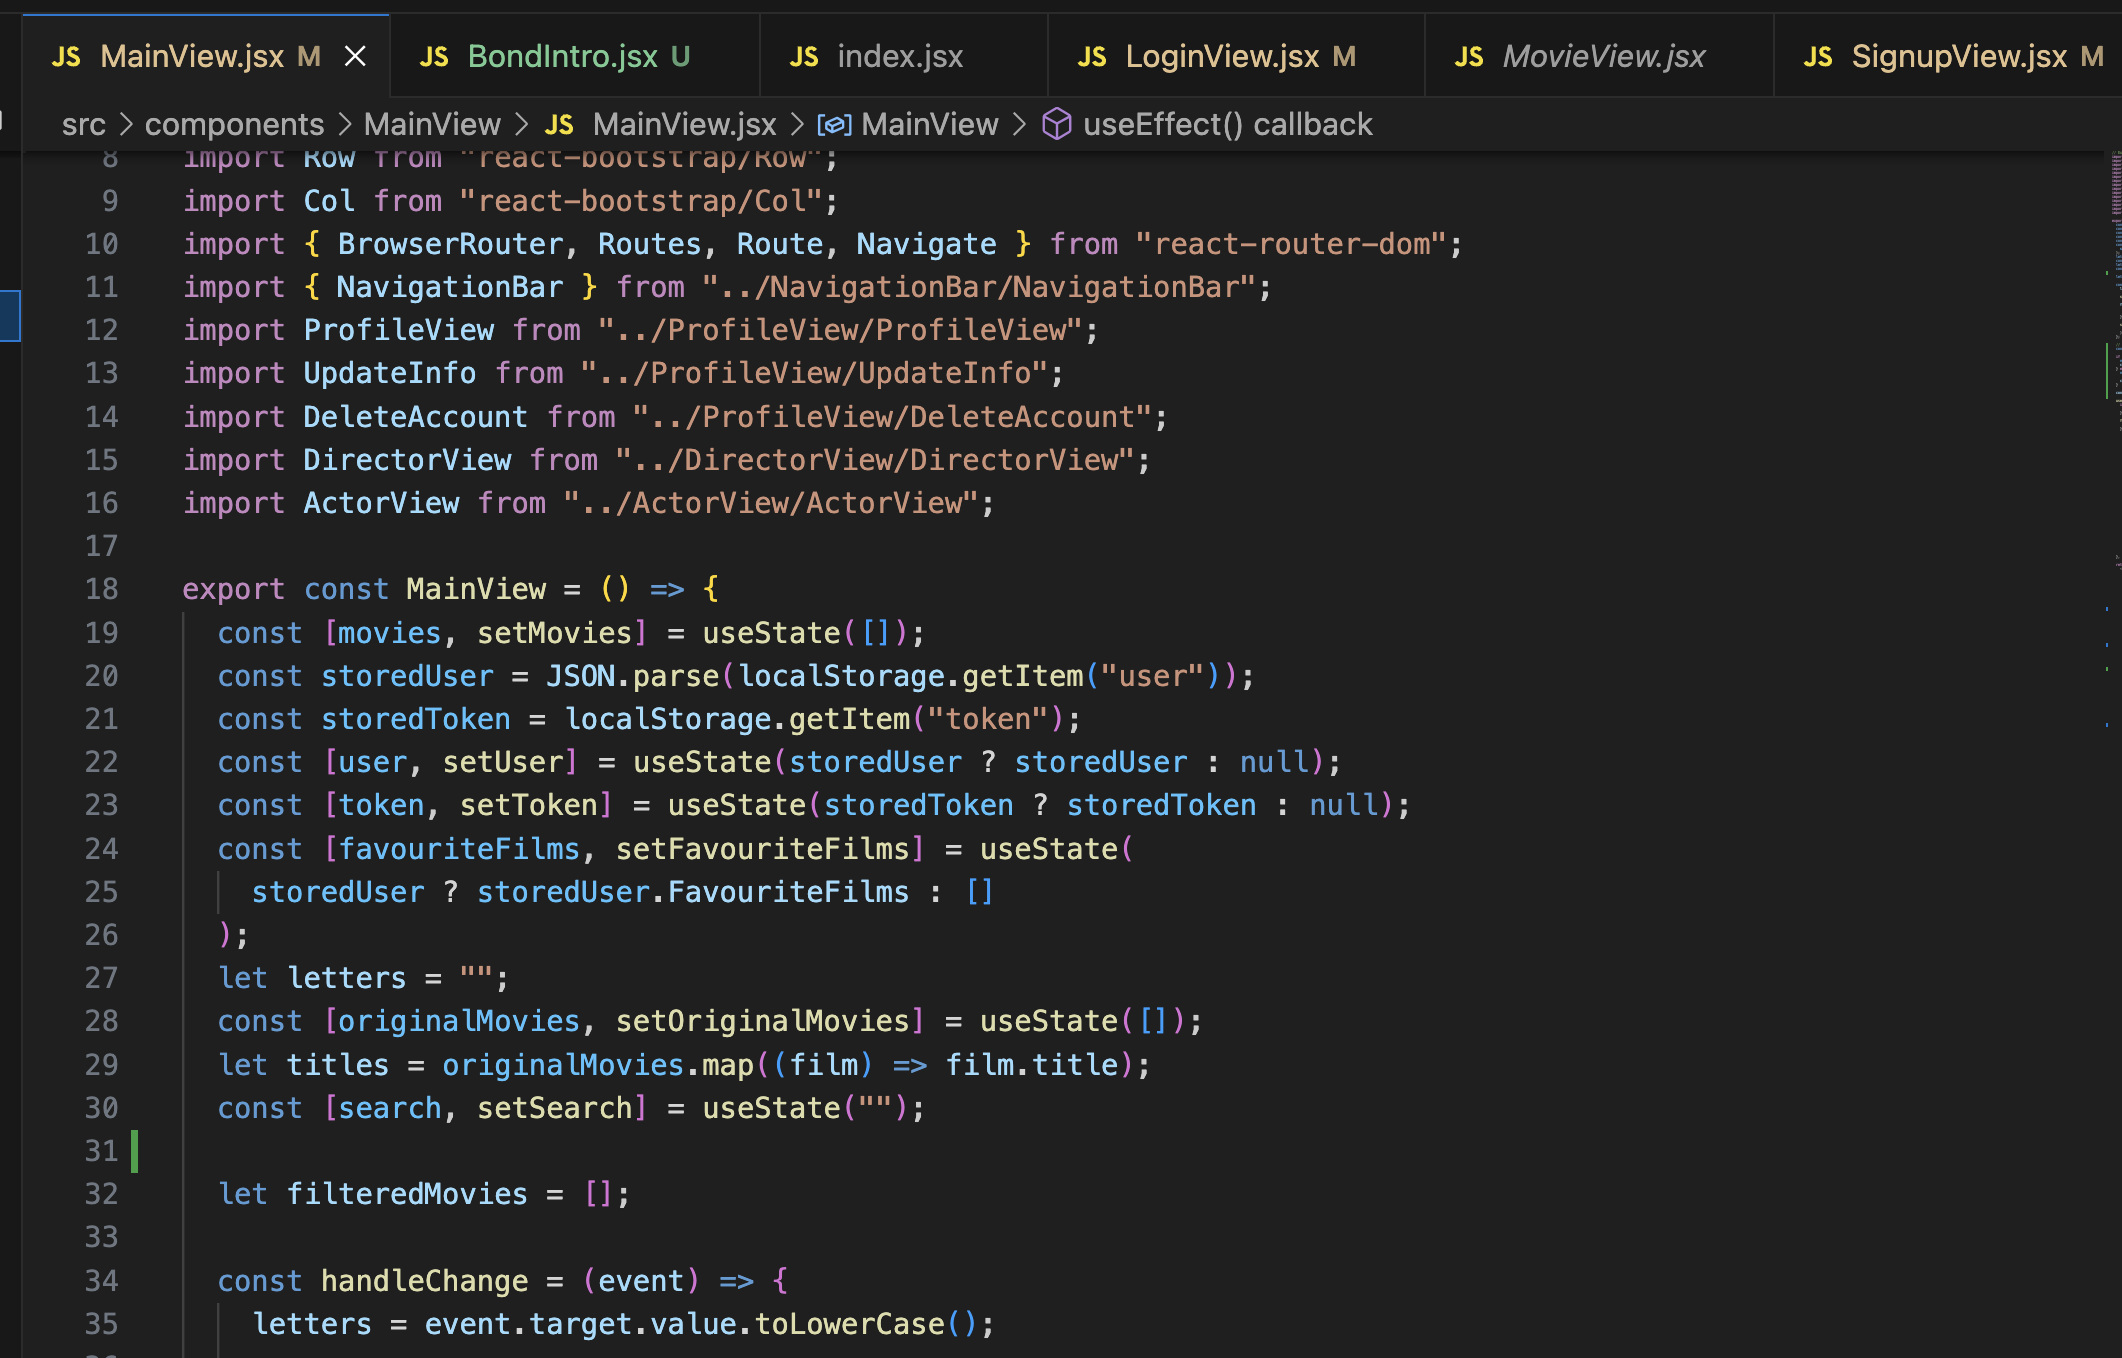 JS MainView.jsx M × JS BondIntro.jsx U JS index.jsx JS LoginView.jsx M JS MovieView.jsx JS SignupView.jsx M
src > components > MainView > JS MainView.jsx > MainView > useEffect() callback
8 import Row from "react-bootstrap/Row";
9 import Col from "react-bootstrap/Col";
10 import { BrowserRouter, Routes, Route, Navigate } from "react-router-dom";
11 import { NavigationBar } from "../NavigationBar/NavigationBar";
12 import ProfileView from "../ProfileView/ProfileView";
13 import UpdateInfo from "../ProfileView/UpdateInfo";
14 import DeleteAccount from "../ProfileView/DeleteAccount";
15 import DirectorView from "../DirectorView/DirectorView";
16 import ActorView from "../ActorView/ActorView";
17
18 export const MainView = () => {
19 const [movies, setMovies] = useState([]);
20 const storedUser = JSON.parse(localStorage.getItem("user"));
21 const storedToken = localStorage.getItem("token");
22 const [user, setUser] = useState(storedUser ? storedUser : null);
23 const [token, setToken] = useState(storedToken ? storedToken : null);
24 const [favouriteFilms, setFavouriteFilms] = useState(
25 storedUser ? storedUser.FavouriteFilms : []
26 );
27 let letters = "";
28 const [originalMovies, setOriginalMovies] = useState([]);
29 let titles = originalMovies.map((film) => film.title);
30 const [search, setSearch] = useState("");
31
32 let filteredMovies = [];
33
34 const handleChange = (event) => {
35 letters = event.target.value.toLowerCase();